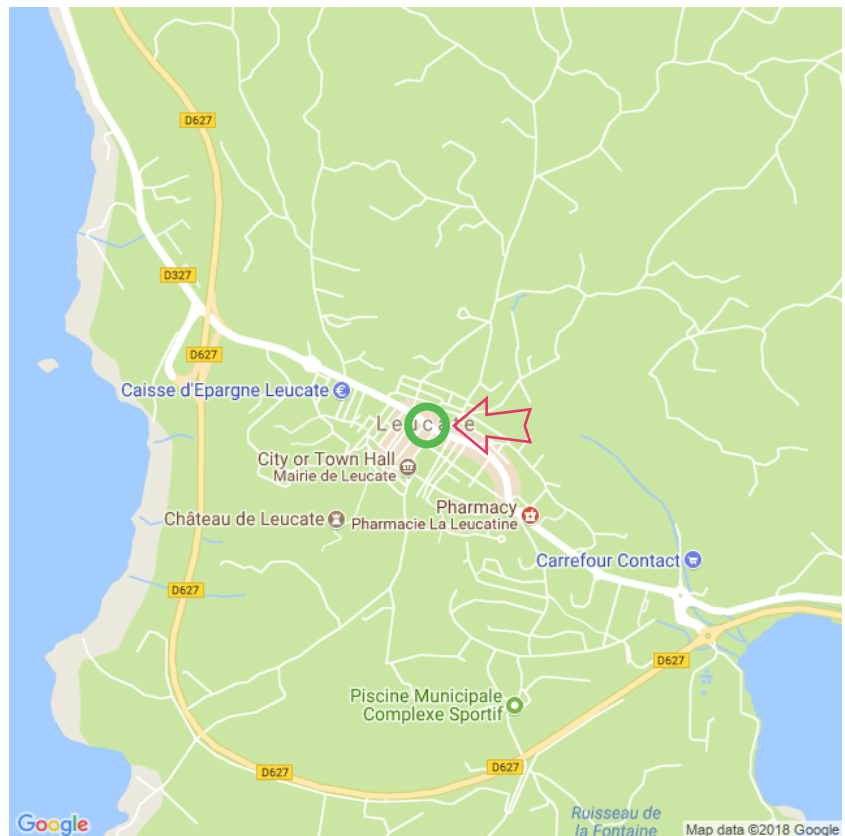 D627
D327
D627
Caisse d'Epargne Leucate
Leucate
City or Town Hall
Mairie de Leucate
Pharmacy
Pharmacie La Leucatine
Château de Leucate
Carrefour Contact
D627
D627
Piscine Municipale
Complexe Sportif
D627
D627
Ruisseau de
la Fontaine
Google
Map data ©2018 Google